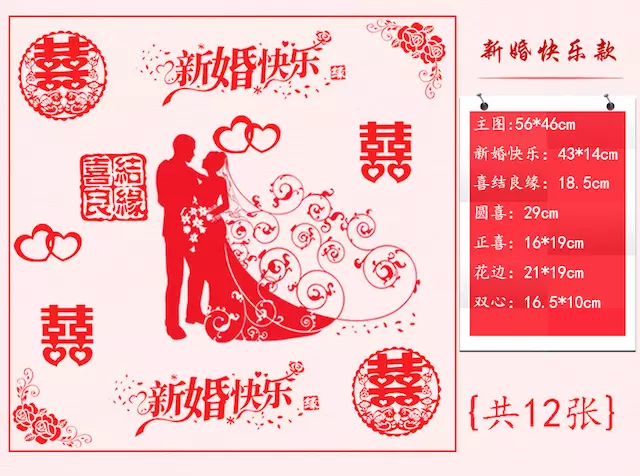 囍
新婚快乐
缘
囍
喜結
良緣
囍
新婚快乐
缘
囍
新婚快乐款
主图:56*46cm
新婚快乐：43*14cm
喜结良缘：18.5cm
圆喜：29cm
正喜：16*19cm
花边：21*19cm
双心：16.5*10cm
{共12张}